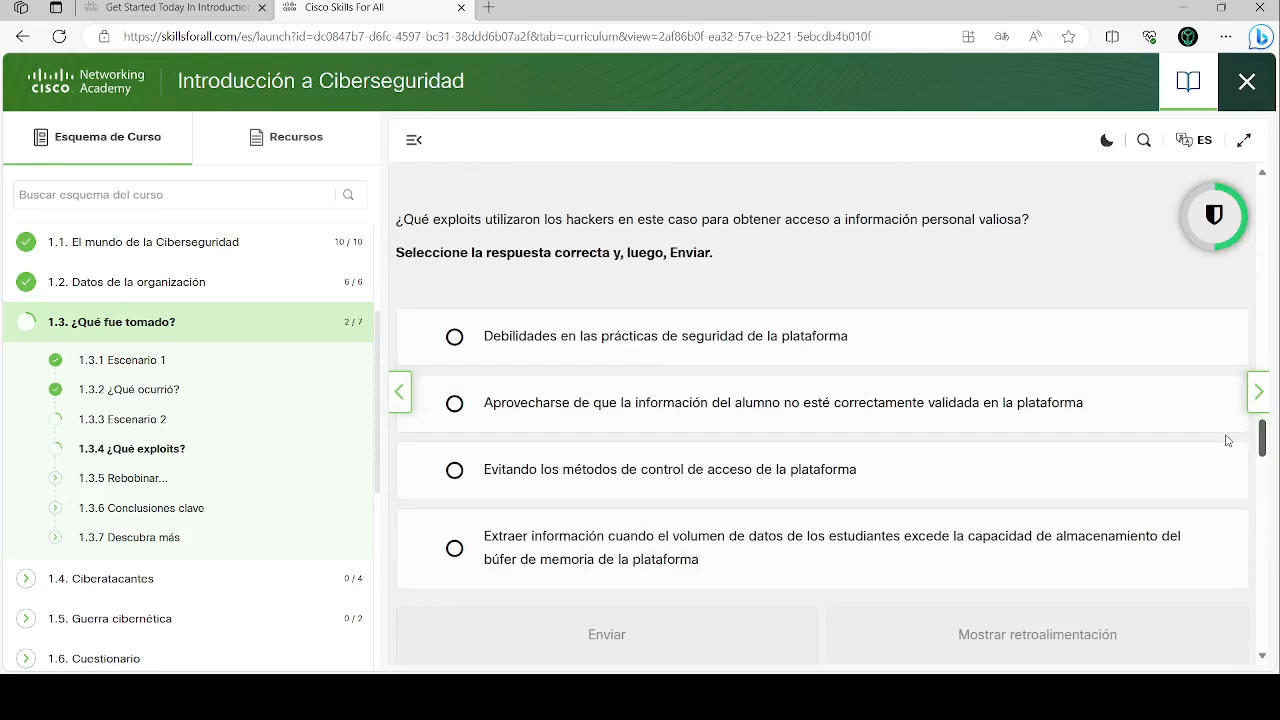 Get Started Today In Introduction
Cisco Skills For All
https://skillsforall.com/es/launch?id=dc0847b7-d6fc-4597-bc31-38ddd6b07a2f&tab=curriculum&view=2af86b0f-ea32-57ce-b221-5ebcdb4b010f
Networking
CISCO Academy
Introducción a Ciberseguridad
Esquema de Curso
Recursos
ES
Buscar esquema del curso
1.1. El mundo de la Ciberseguridad 10 / 10
1.2. Datos de la organización 6 / 6
1.3. ¿Qué fue tomado? 2 / 7
1.3.1 Escenario 1
1.3.2 ¿Qué ocurrió?
1.3.3 Escenario 2
1.3.4 ¿Qué exploits?
1.3.5 Rebobinar...
1.3.6 Conclusiones clave
1.3.7 Descubra más
1.4. Ciberatacantes 0 / 4
1.5. Guerra cibernética 0 / 2
1.6. Cuestionario
¿Qué exploits utilizaron los hackers en este caso para obtener acceso a información personal valiosa?
Seleccione la respuesta correcta y, luego, Enviar.
Debilidades en las prácticas de seguridad de la plataforma
Aprovecharse de que la información del alumno no esté correctamente validada en la plataforma
Evitando los métodos de control de acceso de la plataforma
Extraer información cuando el volumen de datos de los estudiantes excede la capacidad de almacenamiento del
búfer de memoria de la plataforma
Enviar
Mostrar retroalimentación